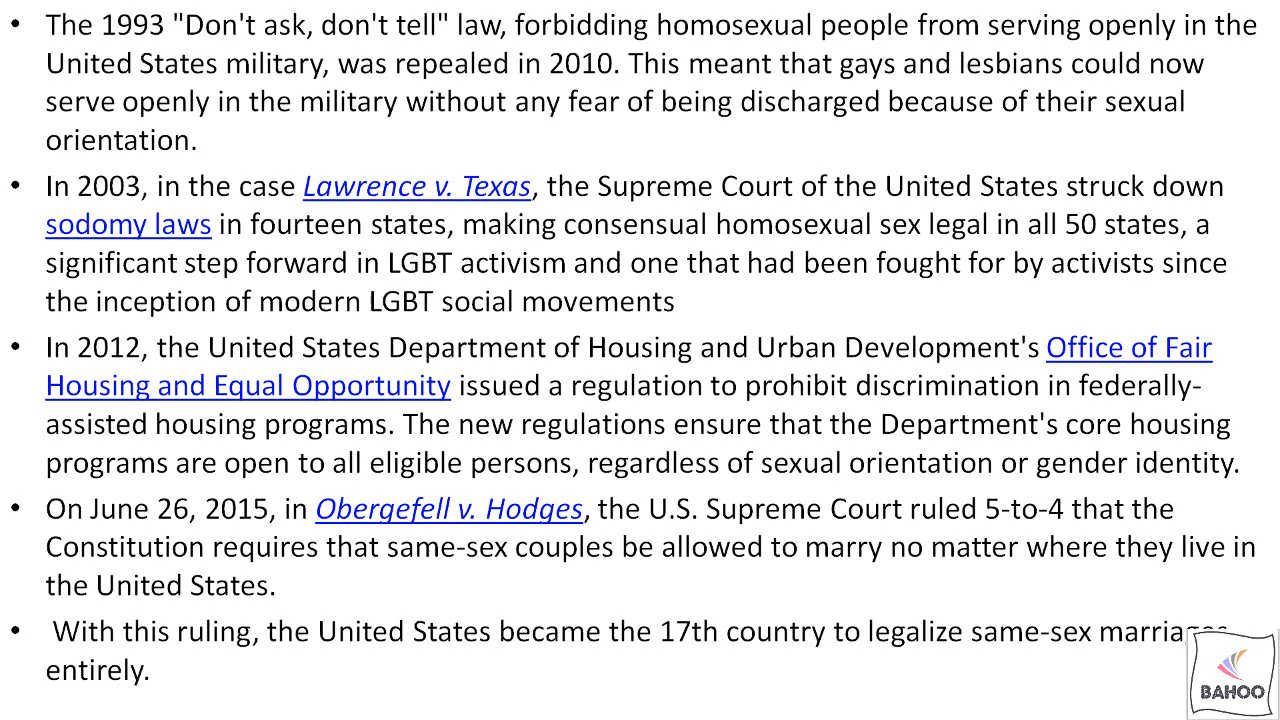 • The 1993 "Don't ask, don't tell" law, forbidding homosexual people from serving openly in the
United States military, was repealed in 2010. This meant that gays and lesbians could now
serve openly in the military without any fear of being discharged because of their sexual
orientation.
• In 2003, in the case Lawrence v. Texas, the Supreme Court of the United States struck down
sodomy laws in fourteen states, making consensual homosexual sex legal in all 50 states, a
significant step forward in LGBT activism and one that had been fought for by activists since
the inception of modern LGBT social movements
• In 2012, the United States Department of Housing and Urban Development's Office of Fair
Housing and Equal Opportunity issued a regulation to prohibit discrimination in federally-
assisted housing programs. The new regulations ensure that the Department's core housing
programs are open to all eligible persons, regardless of sexual orientation or gender identity.
• On June 26, 2015, in Obergefell v. Hodges, the U.S. Supreme Court ruled 5-to-4 that the
Constitution requires that same-sex couples be allowed to marry no matter where they live in
the United States.
• With this ruling, the United States became the 17th country to legalize same-sex marriages
entirely.
BAHOO